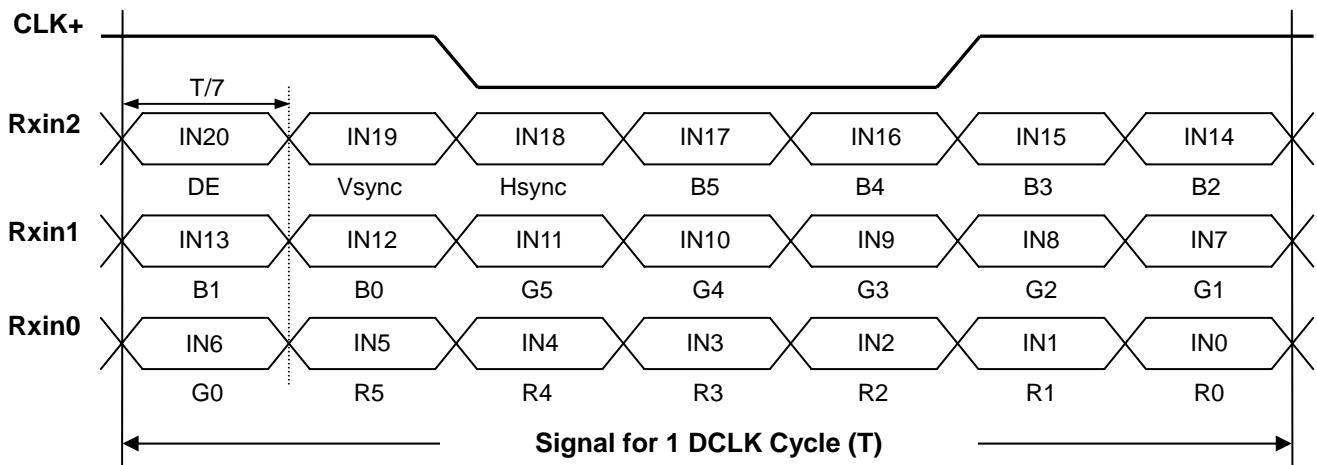 CLK+
T/7
Rxin2
IN20 IN19 IN18 IN17 IN16 IN15 IN14
DE Vsync Hsync B5 B4 B3 B2
Rxin1
IN13 IN12 IN11 IN10 IN9 IN8 IN7
B1 B0 G5 G4 G3 G2 G1
Rxin0
IN6 IN5 IN4 IN3 IN2 IN1 IN0
G0 R5 R4 R3 R2 R1 R0
Signal for 1 DCLK Cycle (T)